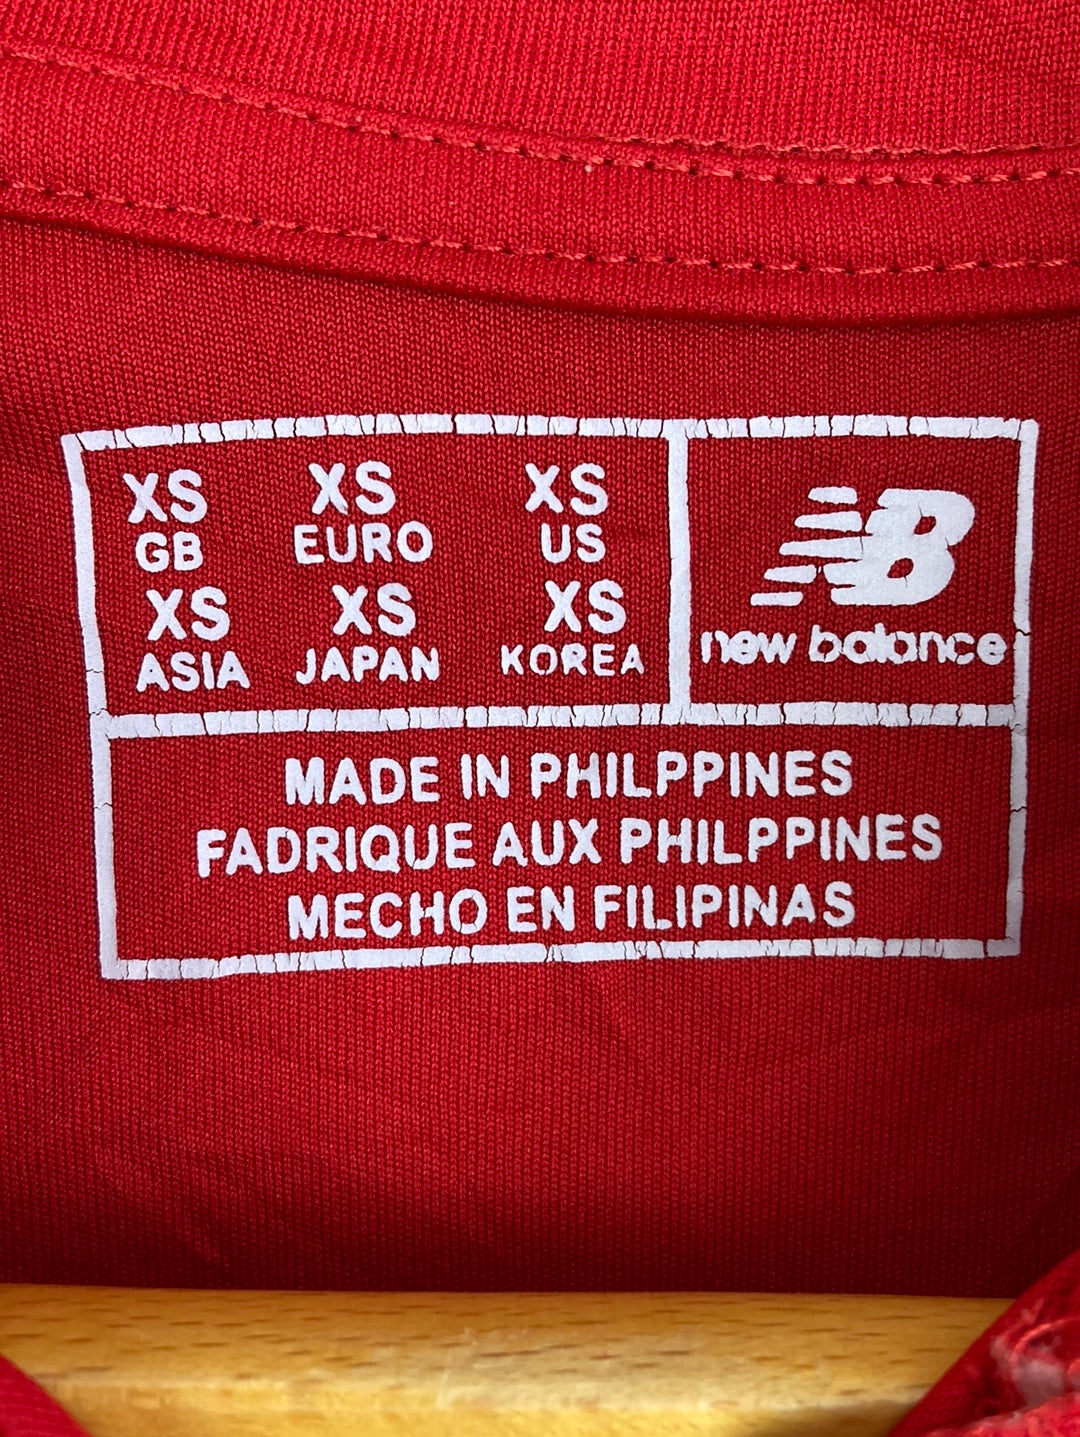 XS XS XS
GB EURO US
XS XS XS
ASIA JAPAN KOREA
NB
new balance
MADE IN PHILPPINES
FADRIQUE AUX PHILPPINES
MECHO EN FILIPINAS